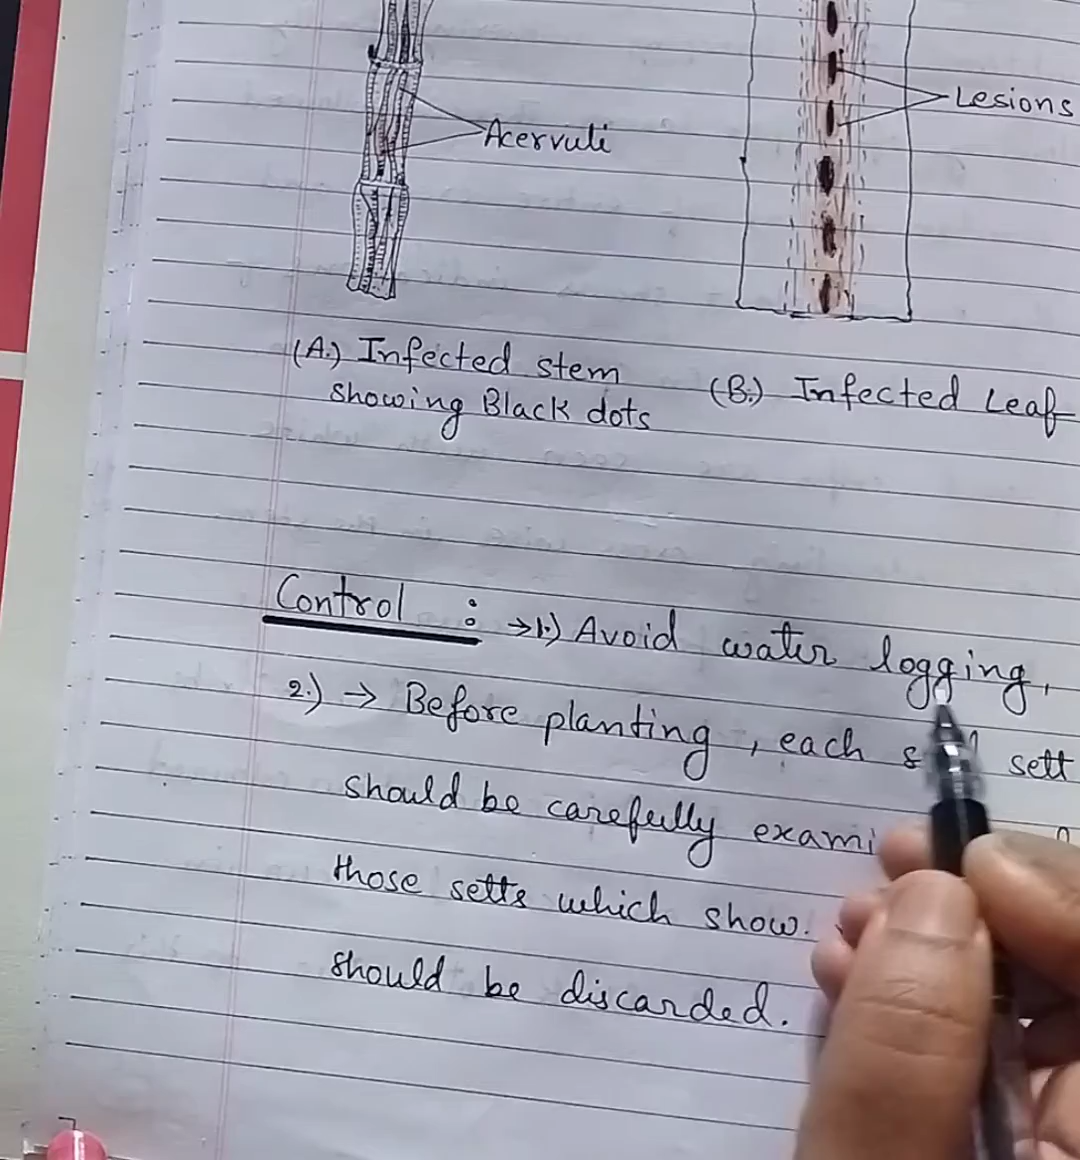 Acervuli
Lesions
(A.) Infected stem
showing Black dots
(B.) Infected Leaf
Control : → 1.) Avoid water logging,
2.) → Before planting, each sett
should be carefully
those setts which show.
should be discarded.